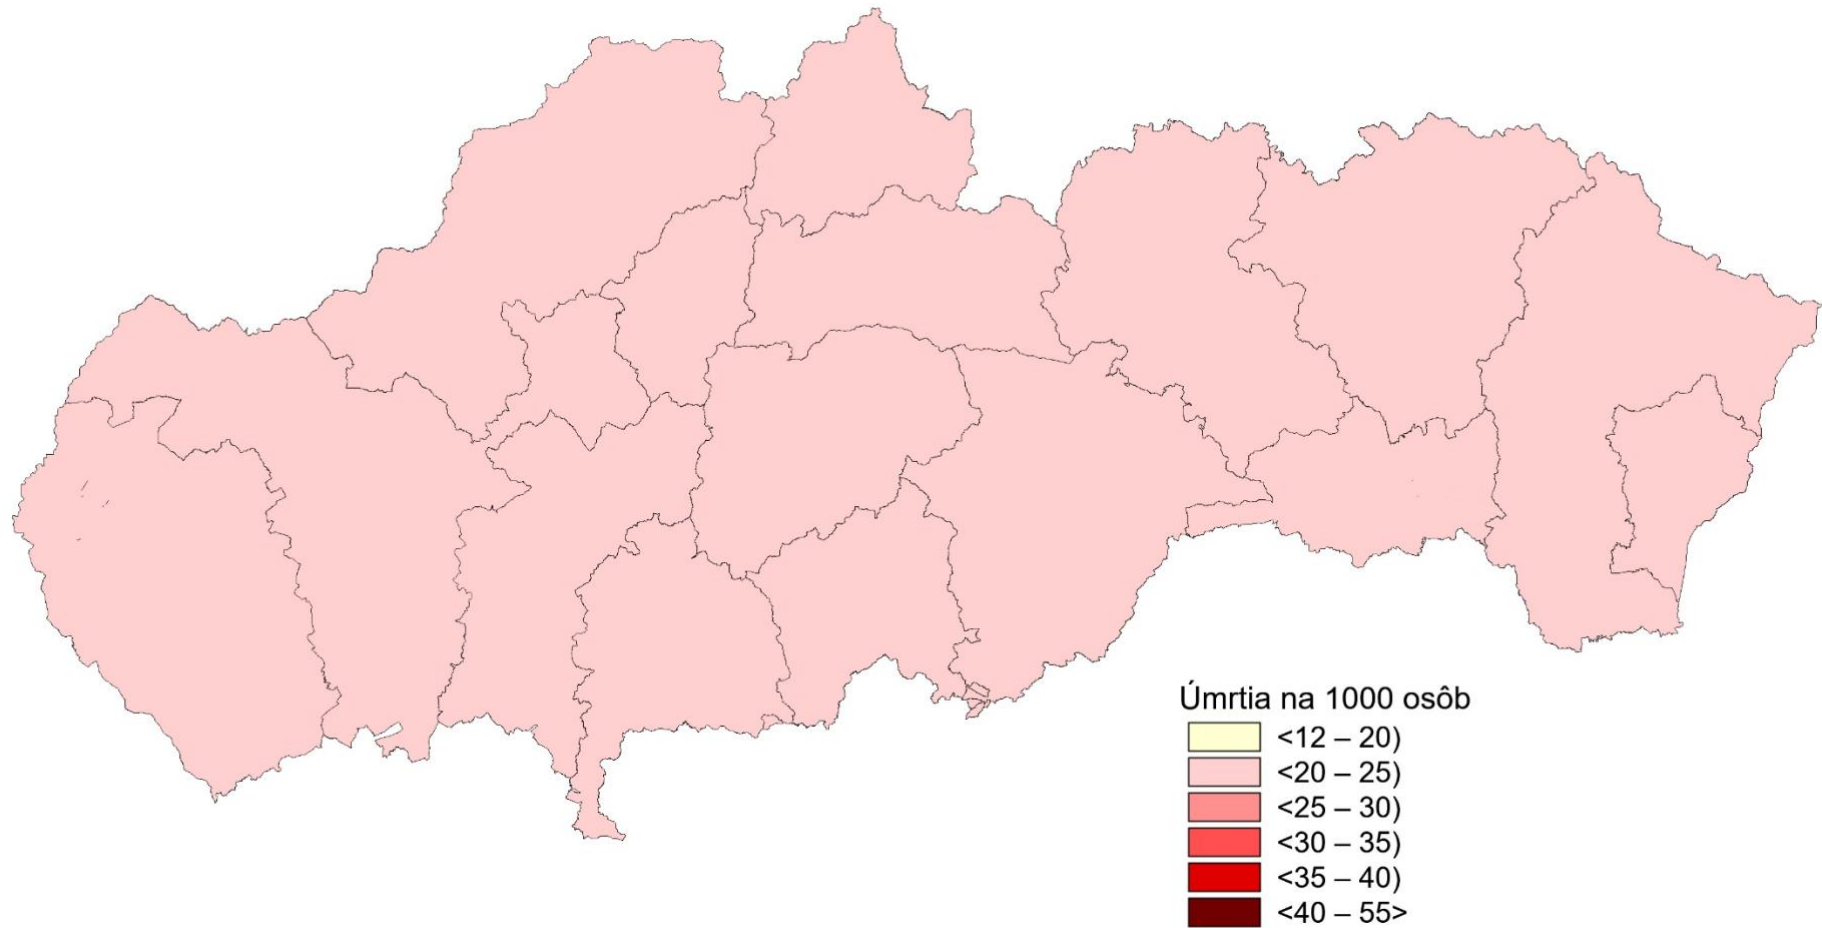 Úmrtia na 1000 osôb
<12 – 20)
<20 – 25)
<25 – 30)
<30 – 35)
<35 – 40)
<40 – 55>